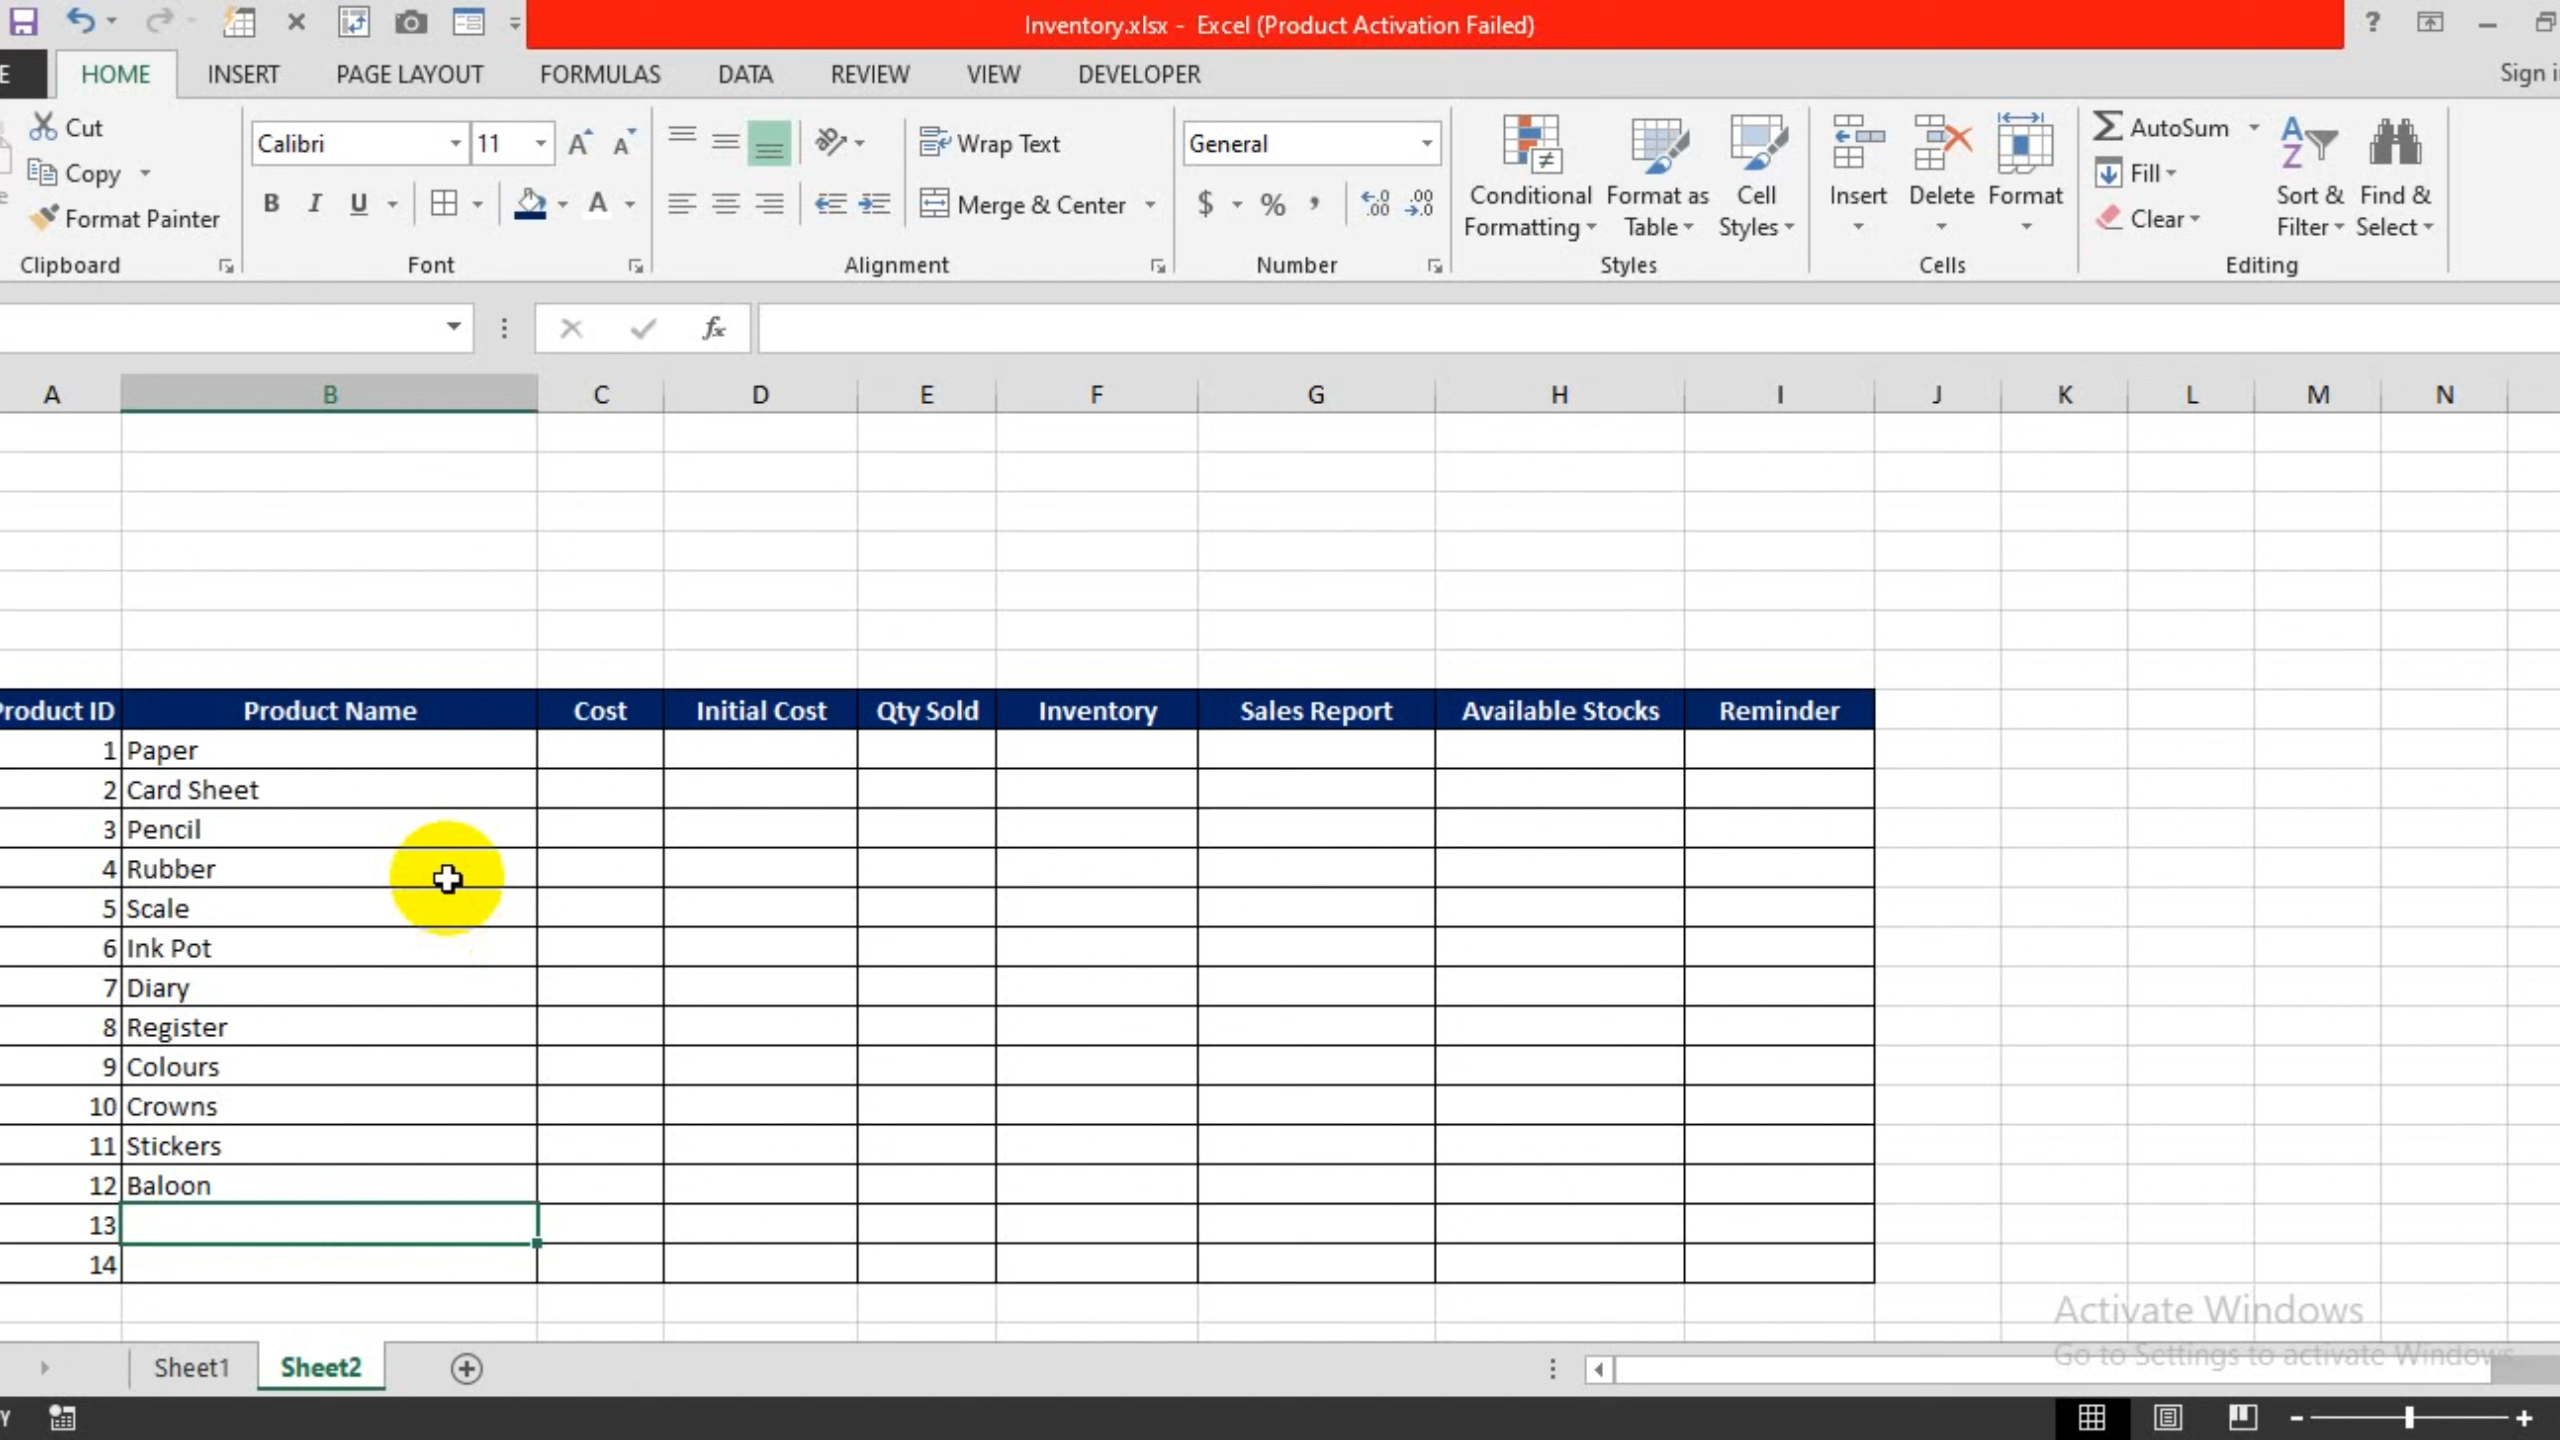 Inventory.xlsx - Excel (Product Activation Failed)
?
E HOME INSERT PAGE LAYOUT FORMULAS DATA REVIEW VIEW DEVELOPER Sign i
Cut
Copy
Format Painter
Clipboard
Calibri 11
B I U
Font
Wrap Text
Merge & Center
Alignment
General
$ % ,
Number
Conditional Formatting
Format as Table
Cell Styles
Styles
Insert
Delete
Format
Cells
AutoSum
Fill
Clear
Sort & Filter
Find & Select
Editing
fx
A B C D E F G H I J K L M N
Product ID Product Name Cost Initial Cost Qty Sold Inventory Sales Report Available Stocks Reminder
1 Paper
2 Card Sheet
3 Pencil
4 Rubber
5 Scale
6 Ink Pot
7 Diary
8 Register
9 Colours
10 Crowns
11 Stickers
12 Baloon
13
14
Activate Windows
Go to Settings to activate Windows.
Sheet1 Sheet2
Y